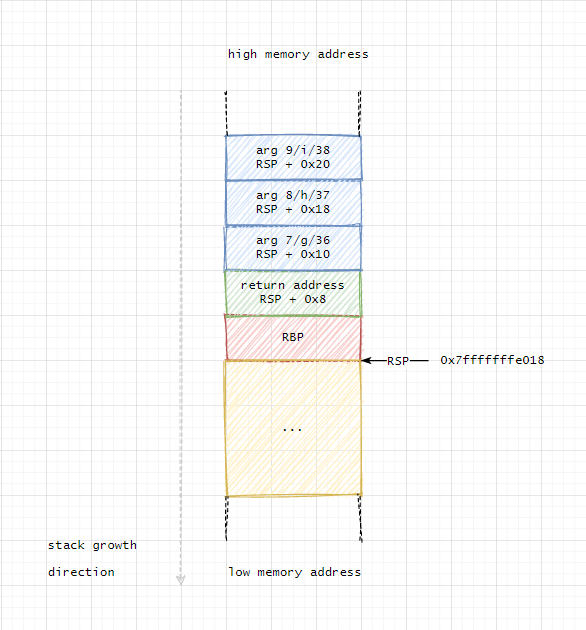 high memory address
arg 9/i/38
RSP + 0x20
arg 8/h/37
RSP + 0x18
arg 7/g/36
RSP + 0x10
return address
RSP + 0x8
RBP
RSP
0x7fffffffe018
...
stack growth
direction
low memory address